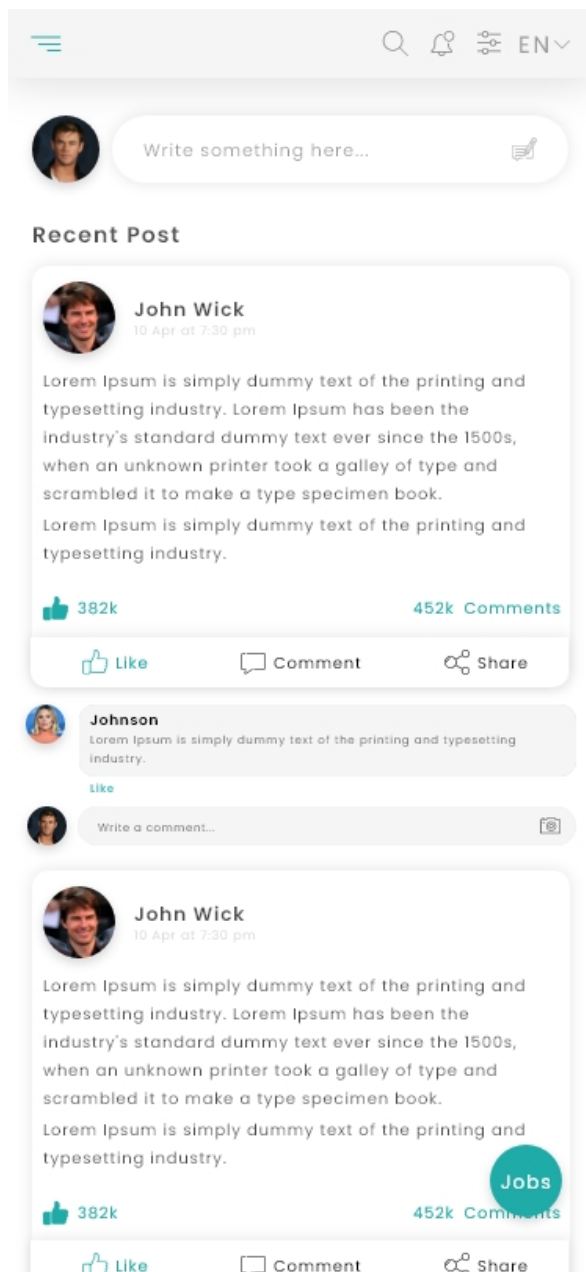 EN
Write something here...
Recent Post
John Wick
10 Apr at 7:30 pm
Lorem Ipsum is simply dummy text of the printing and
typesetting industry. Lorem Ipsum has been the
industry's standard dummy text ever since the 1500s,
when an unknown printer took a galley of type and
scrambled it to make a type specimen book.
Lorem Ipsum is simply dummy text of the printing and
typesetting industry.
382k 452k Comments
Like Comment Share
Johnson
Lorem Ipsum is simply dummy text of the printing and typesetting
industry.
Like
Write a comment...
John Wick
10 Apr at 7:30 pm
Lorem Ipsum is simply dummy text of the printing and
typesetting industry. Lorem Ipsum has been the
industry's standard dummy text ever since the 1500s,
when an unknown printer took a galley of type and
scrambled it to make a type specimen book.
Lorem Ipsum is simply dummy text of the printing and
typesetting industry.
Jobs
382k 452k Comments
Like Comment Share